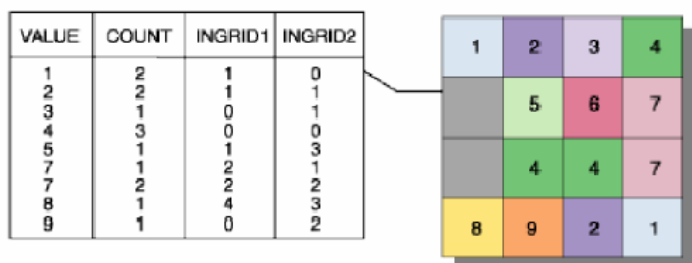 VALUE COUNT INGRID1 INGRID2
1 2 1 0
2 2 1 1
3 1 0 1
4 3 0 0
5 1 1 3
7 1 2 1
7 2 2 2
8 1 4 3
9 1 0 2
1 2 3 4
5 6 7
4 4 7
8 9 2 1